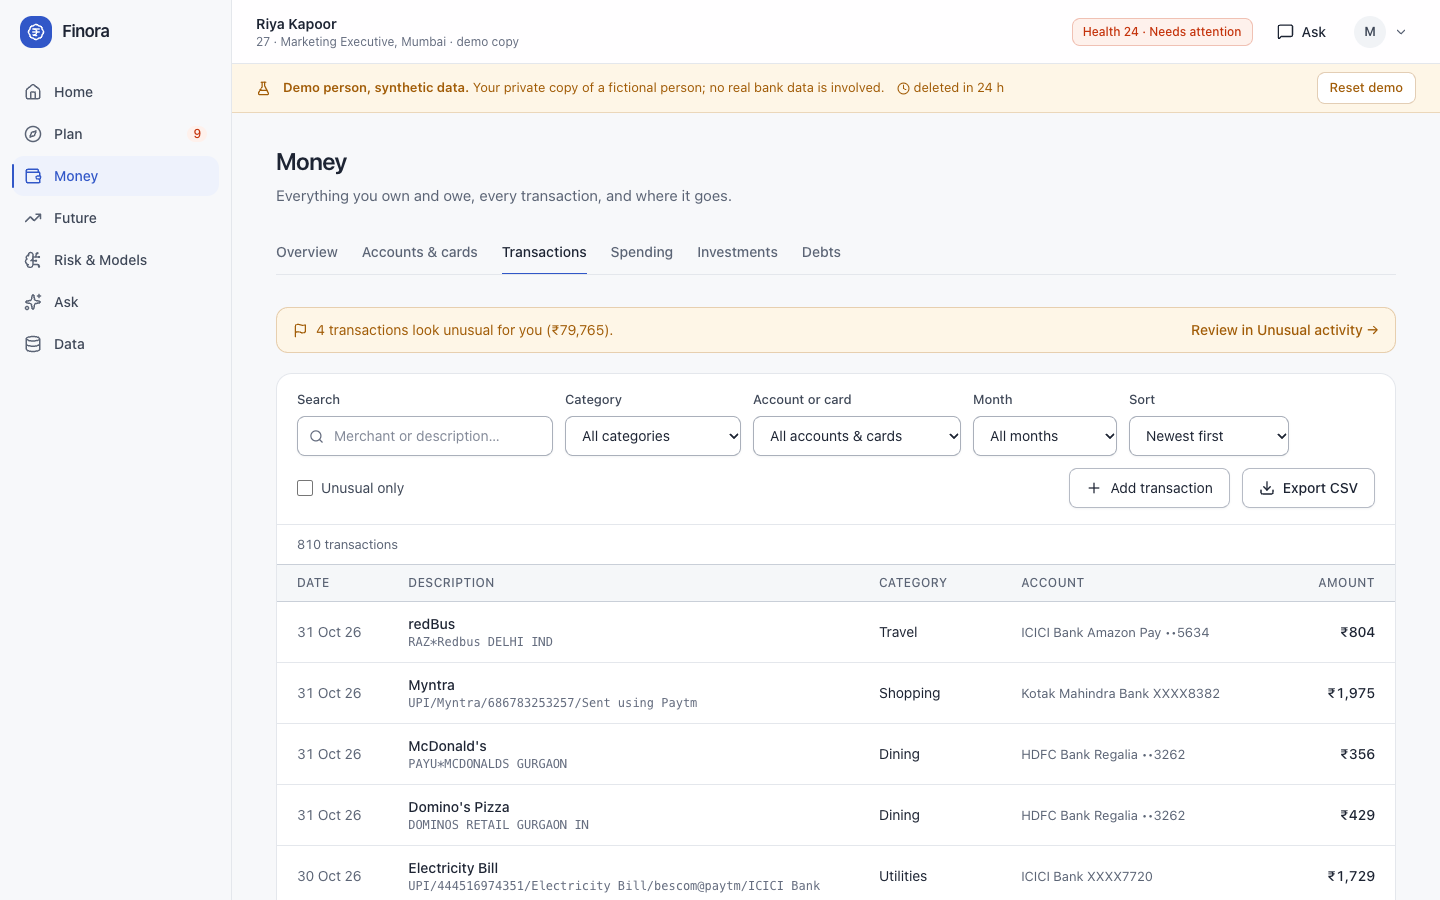 Finora
Riya Kapoor
27 · Marketing Executive, Mumbai · demo copy
Health 24 · Needs attention
Ask
M
Home
Plan
9
Money
Future
Risk & Models
Ask
Data
Demo person, synthetic data. Your private copy of a fictional person; no real bank data is involved. deleted in 24 h
Reset demo
Money
Everything you own and owe, every transaction, and where it goes.
Overview Accounts & cards Transactions Spending Investments Debts
4 transactions look unusual for you (₹79,765).
Review in Unusual activity →
Search Category Account or card Month Sort
Merchant or description... All categories All accounts & cards All months Newest first
Unusual only
Add transaction
Export CSV
810 transactions
DATE DESCRIPTION CATEGORY ACCOUNT AMOUNT
31 Oct 26 redBus Travel ICICI Bank Amazon Pay ••5634 ₹804
RAZ*Redbus DELHI IND
31 Oct 26 Myntra Shopping Kotak Mahindra Bank XXXX8382 ₹1,975
UPI/Myntra/686783253257/Sent using Paytm
31 Oct 26 McDonald's Dining HDFC Bank Regalia ••3262 ₹356
PAYU*MCDONALDS GURGAON
31 Oct 26 Domino's Pizza Dining HDFC Bank Regalia ••3262 ₹429
DOMINOS RETAIL GURGAON IN
30 Oct 26 Electricity Bill Utilities ICICI Bank XXXX7720 ₹1,729
UPI/444516974351/Electricity Bill/bescom@paytm/ICICI Bank